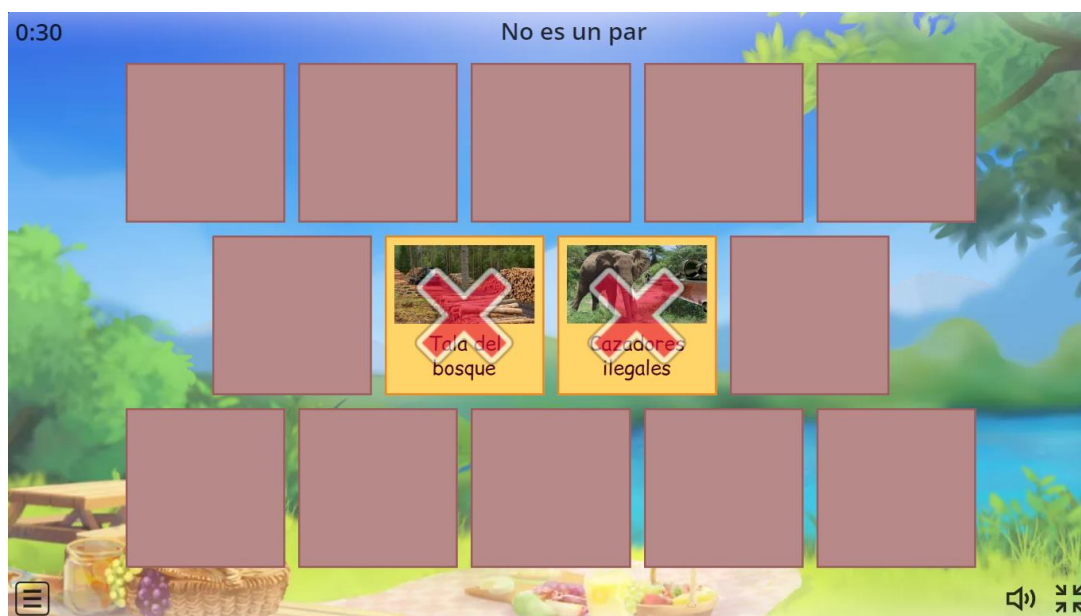 0:30
No es un par
Tala del
bosque
Cazadores
ilegales